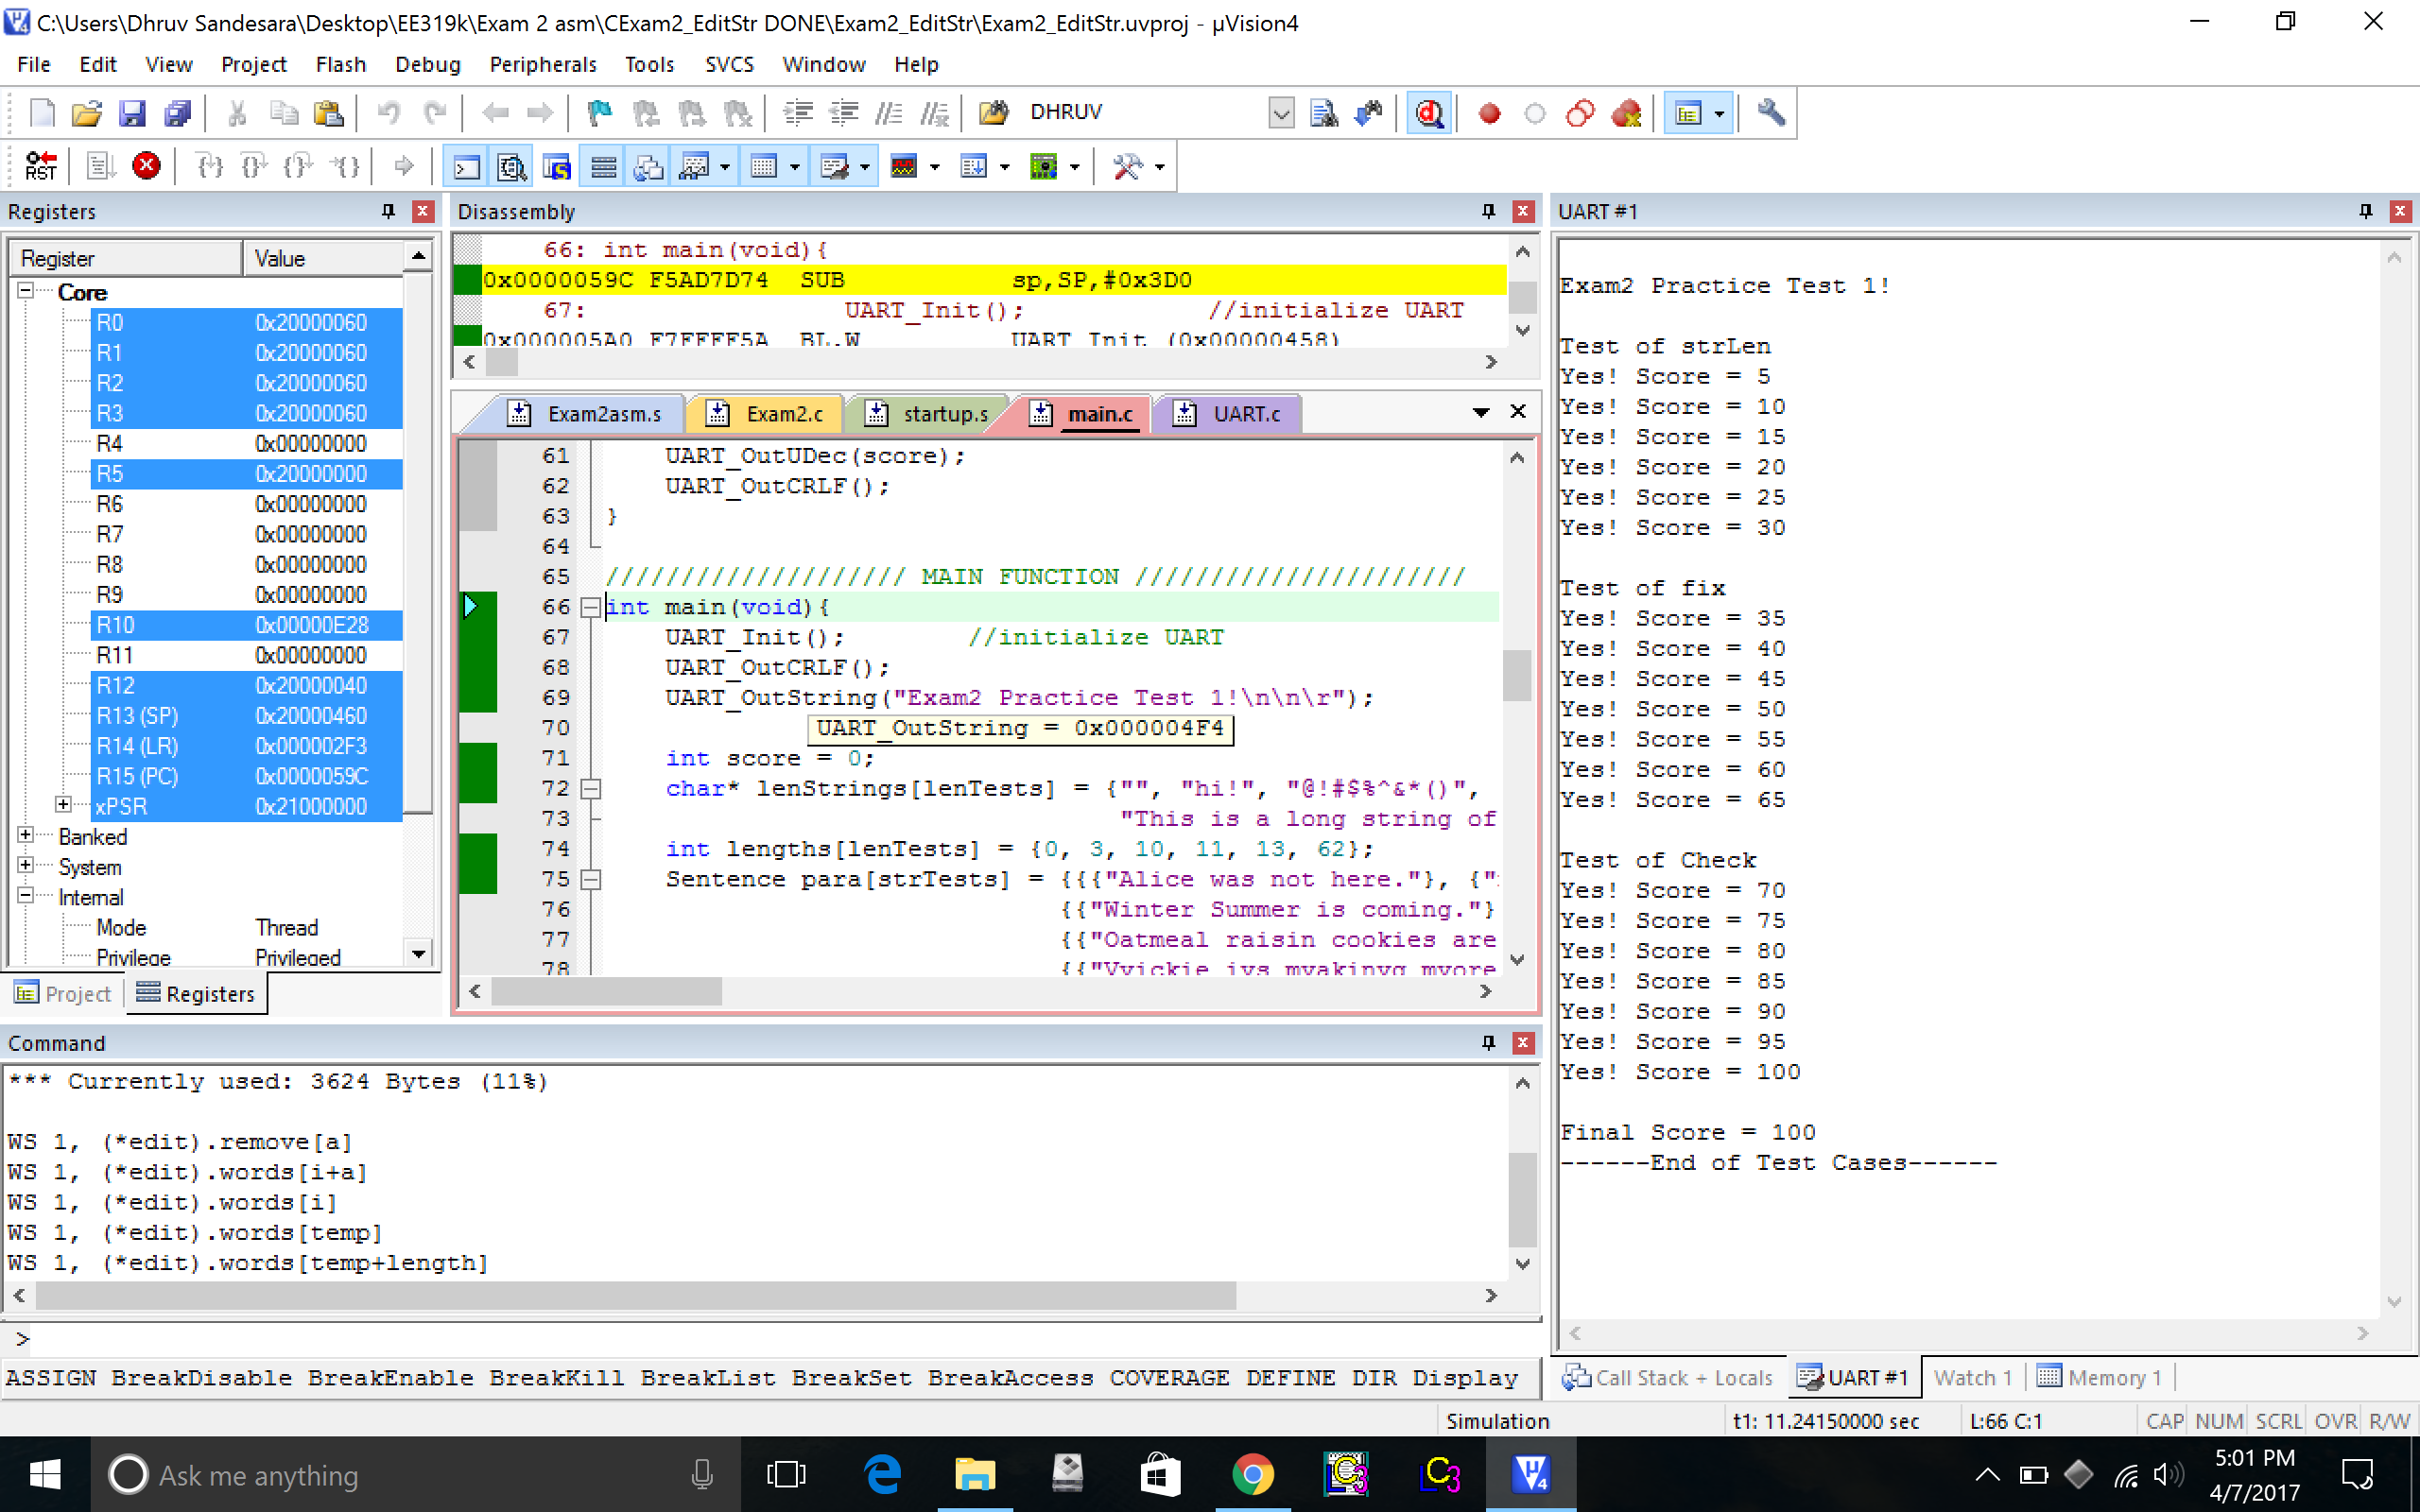 C:\Users\Dhruv Sandesara\Desktop\EE319k\Exam 2 asm\CExam2_EditStr DONE\Exam2_EditStr\Exam2_EditStr.uvproj - µVision4
File Edit View Project Flash Debug Peripherals Tools SVCS Window Help
DHRUV
RST
Registers
Register Value
Core
R0 0x20000060
R1 0x20000060
R2 0x20000060
R3 0x20000060
R4 0x00000000
R5 0x20000000
R6 0x00000000
R7 0x00000000
R8 0x00000000
R9 0x00000000
R10 0x00000E28
R11 0x00000000
R12 0x20000040
R13 (SP) 0x20000460
R14 (LR) 0x000002F3
R15 (PC) 0x0000059C
xPSR 0x21000000
Banked
System
Internal
Mode Thread
Privilege Privileged
Project Registers
Disassembly
66: int main(void){
0x0000059C F5AD7D74 SUB sp,SP,#0x3D0
67: UART_Init(); //initialize UART
0x000005A0 F7FFFF5A BL.W UART_Init (0x00000458)
Exam2asm.s Exam2.c startup.s main.c UART.c
61 UART_OutUDec(score);
62 UART_OutCRLF();
63 }
64
65 //////////////////// MAIN FUNCTION //////////////////////
66 int main(void){
67 UART_Init(); //initialize UART
68 UART_OutCRLF();
69 UART_OutString("Exam2 Practice Test 1!\n\n\r");
70 UART_OutString = 0x000004F4
71 int score = 0;
72 char* lenStrings[lenTests] = {"", "hi!", "@!#$%^&*()",
73 "This is a long string of
74 int lengths[lenTests] = {0, 3, 10, 11, 13, 62};
75 Sentence para[strTests] = {{{"Alice was not here."}, {"
76 {{"Winter Summer is coming."}
77 {{"Oatmeal raisin cookies are
78 {{"Vyickie iys myakinyg myore
Command
*** Currently used: 3624 Bytes (11%)
WS 1, (*edit).remove[a]
WS 1, (*edit).words[i+a]
WS 1, (*edit).words[i]
WS 1, (*edit).words[temp]
WS 1, (*edit).words[temp+length]
>
ASSIGN BreakDisable BreakEnable BreakKill BreakList BreakSet BreakAccess COVERAGE DEFINE DIR Display
UART #1
Exam2 Practice Test 1!
Test of strLen
Yes! Score = 5
Yes! Score = 10
Yes! Score = 15
Yes! Score = 20
Yes! Score = 25
Yes! Score = 30
Test of fix
Yes! Score = 35
Yes! Score = 40
Yes! Score = 45
Yes! Score = 50
Yes! Score = 55
Yes! Score = 60
Yes! Score = 65
Test of Check
Yes! Score = 70
Yes! Score = 75
Yes! Score = 80
Yes! Score = 85
Yes! Score = 90
Yes! Score = 95
Yes! Score = 100
Final Score = 100
------End of Test Cases------
Call Stack + Locals UART #1 Watch 1 Memory 1
Simulation t1: 11.24150000 sec L:66 C:1 CAP NUM SCRL OVR R/W
Ask me anything
5:01 PM
4/7/2017